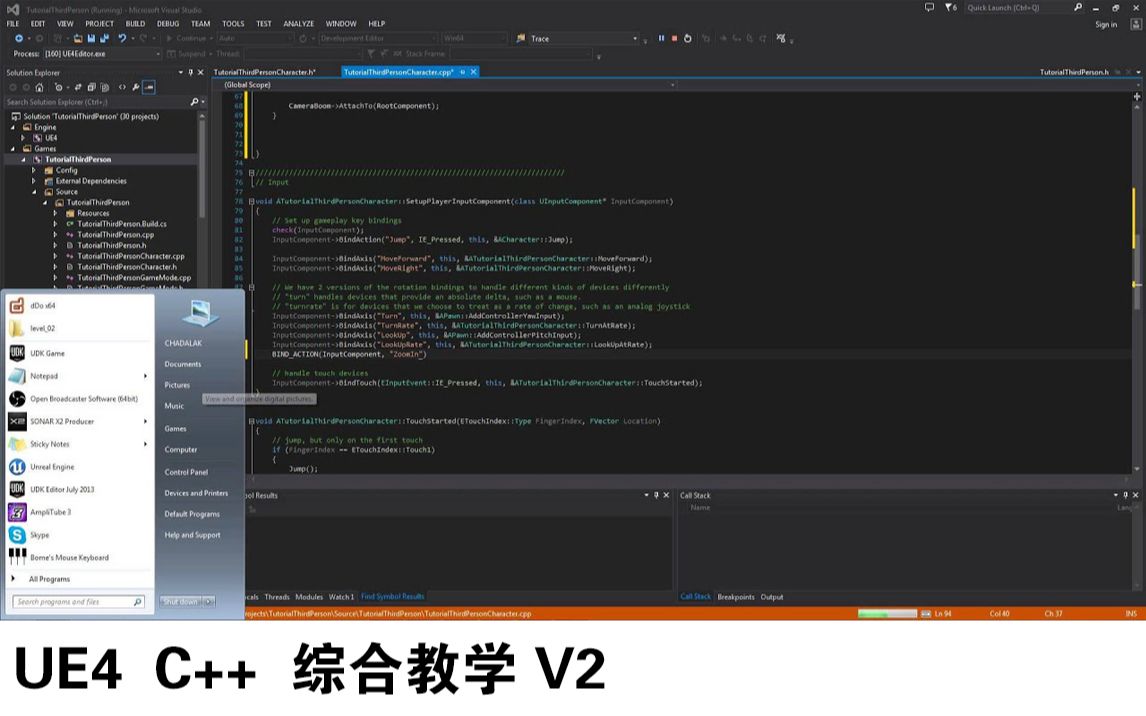 TutorialThirdPerson (Running) - Microsoft Visual Studio
6
Quick Launch (Ctrl+Q)
FILE EDIT VIEW PROJECT BUILD DEBUG TEAM TOOLS TEST ANALYZE WINDOW HELP
Sign in
Continue Auto Development Editor Win64 Trace
Process: [160] UE4Editor.exe Suspend Thread: Stack Frame:
Solution Explorer
TutorialThirdPersonCharacter.h* TutorialThirdPersonCharacter.cpp* TutorialThirdPerson.h
(Global Scope)
Search Solution Explorer (Ctrl+;)
Solution 'TutorialThirdPerson' (30 projects)
Engine
UE4
Games
TutorialThirdPerson
Config
External Dependencies
Source
TutorialThirdPerson
Resources
TutorialThirdPerson.Build.cs
TutorialThirdPerson.cpp
TutorialThirdPerson.h
TutorialThirdPersonCharacter.cpp
TutorialThirdPersonCharacter.h
TutorialThirdPersonGameMode.cpp
TutorialThirdPersonGameMode.h
67
68 CameraBoom->AttachTo(RootComponent);
69 }
70
71
72
73 }
74
75 //////////////////////////////////////////////////////////////////////////
76 // Input
77
78 void ATutorialThirdPersonCharacter::SetupPlayerInputComponent(class UInputComponent* InputComponent)
79 {
80 // Set up gameplay key bindings
81 check(InputComponent);
82 InputComponent->BindAction("Jump", IE_Pressed, this, &ACharacter::Jump);
83
84 InputComponent->BindAxis("MoveForward", this, &ATutorialThirdPersonCharacter::MoveForward);
85 InputComponent->BindAxis("MoveRight", this, &ATutorialThirdPersonCharacter::MoveRight);
86
// We have 2 versions of the rotation bindings to handle different kinds of devices differently
// "turn" handles devices that provide an absolute delta, such as a mouse.
// "turnrate" is for devices that we choose to treat as a rate of change, such as an analog joystick
InputComponent->BindAxis("Turn", this, &APawn::AddControllerYawInput);
InputComponent->BindAxis("TurnRate", this, &ATutorialThirdPersonCharacter::TurnAtRate);
InputComponent->BindAxis("LookUp", this, &APawn::AddControllerPitchInput);
InputComponent->BindAxis("LookUpRate", this, &ATutorialThirdPersonCharacter::LookUpAtRate);
BIND_ACTION(InputComponent, "ZoomIn")
// handle touch devices
InputComponent->BindTouch(EInputEvent::IE_Pressed, this, &ATutorialThirdPersonCharacter::TouchStarted);
}
void ATutorialThirdPersonCharacter::TouchStarted(ETouchIndex::Type FingerIndex, FVector Location)
{
// jump, but only on the first touch
if (FingerIndex == ETouchIndex::Touch1)
{
Jump();
dDo x64
level_02
UDK Game
Notepad
Open Broadcaster Software (64bit)
SONAR X2 Producer
Sticky Notes
Unreal Engine
UDK Editor July 2013
AmpliTube 3
Skype
Bome's Mouse Keyboard
All Programs
Search programs and files
CHADALAK
Documents
Pictures
View and organize digital pictures.
Music
Games
Computer
Control Panel
Devices and Printers
Default Programs
Help and Support
Shut down
bol Results
Call Stack
Name
Lang
cals Threads Modules Watch 1 Find Symbol Results
Call Stack Breakpoints Output
rojects\TutorialThirdPerson\Source\TutorialThirdPerson\TutorialThirdPersonCharacter.cpp
Ln 94 Col 40 Ch 37 INS
UE4 C++ 综合教学 V2